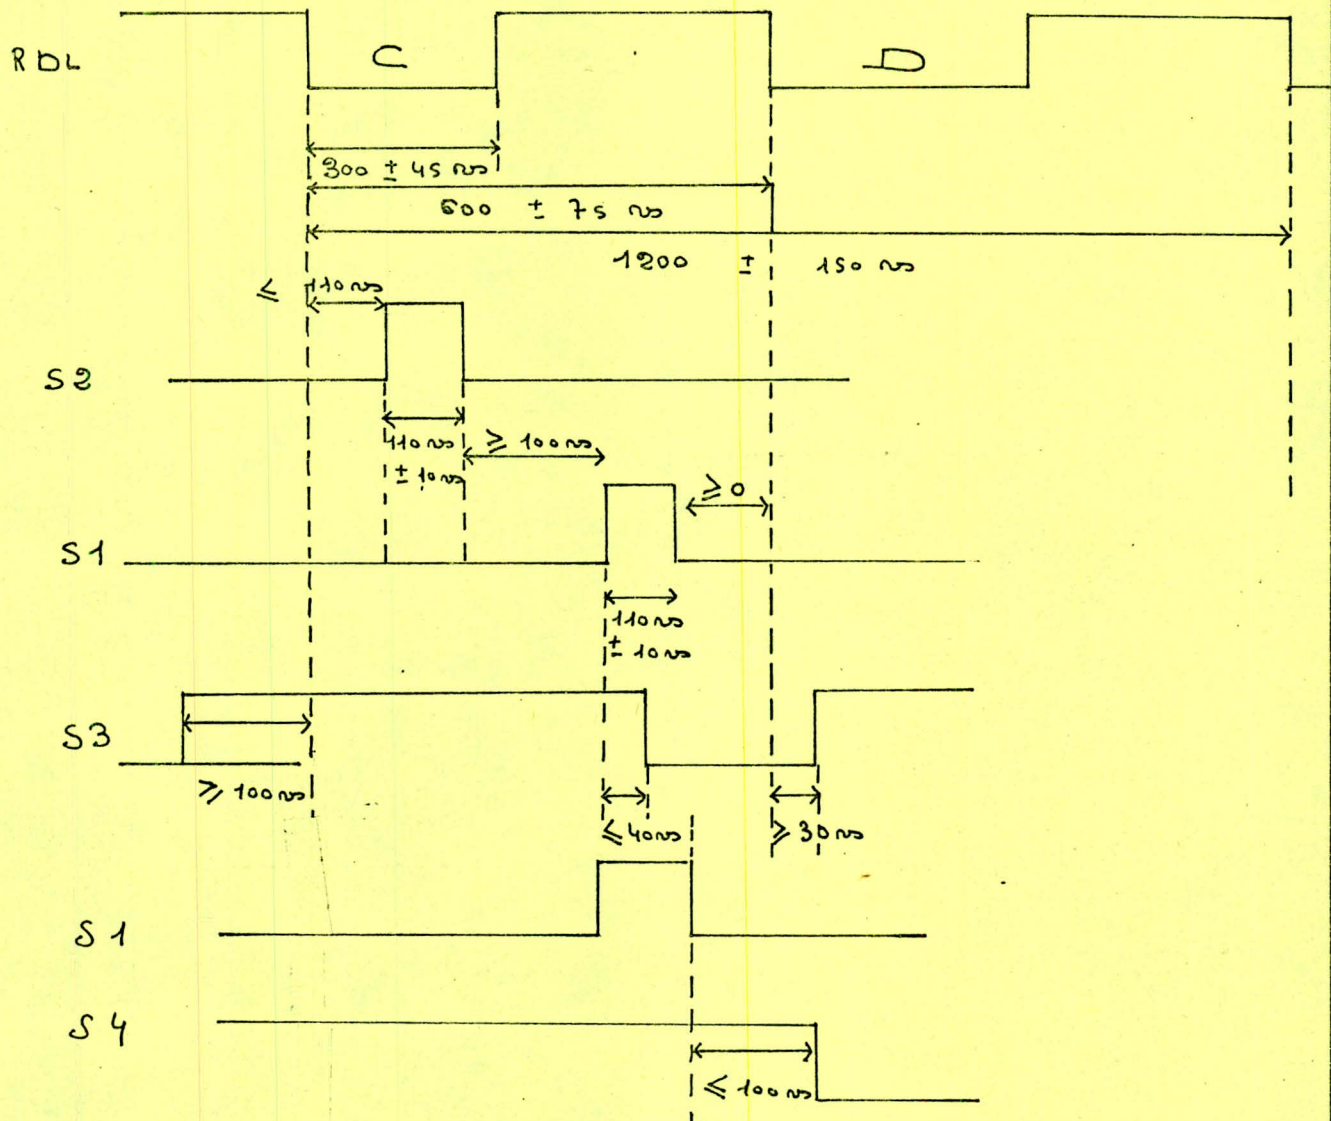 RDL C D
300 ± 45 ns
600 ± 75 ns
1200 ± 150 ns
≤ 110 ns
S2
110 ns ≥ 100 ns
± 10 ns
≥ 0
S1
110 ns
± 10 ns
S3
≥ 100 ns
≤ 40 ns ≥ 30 ns
S1
S4
≤ 100 ns